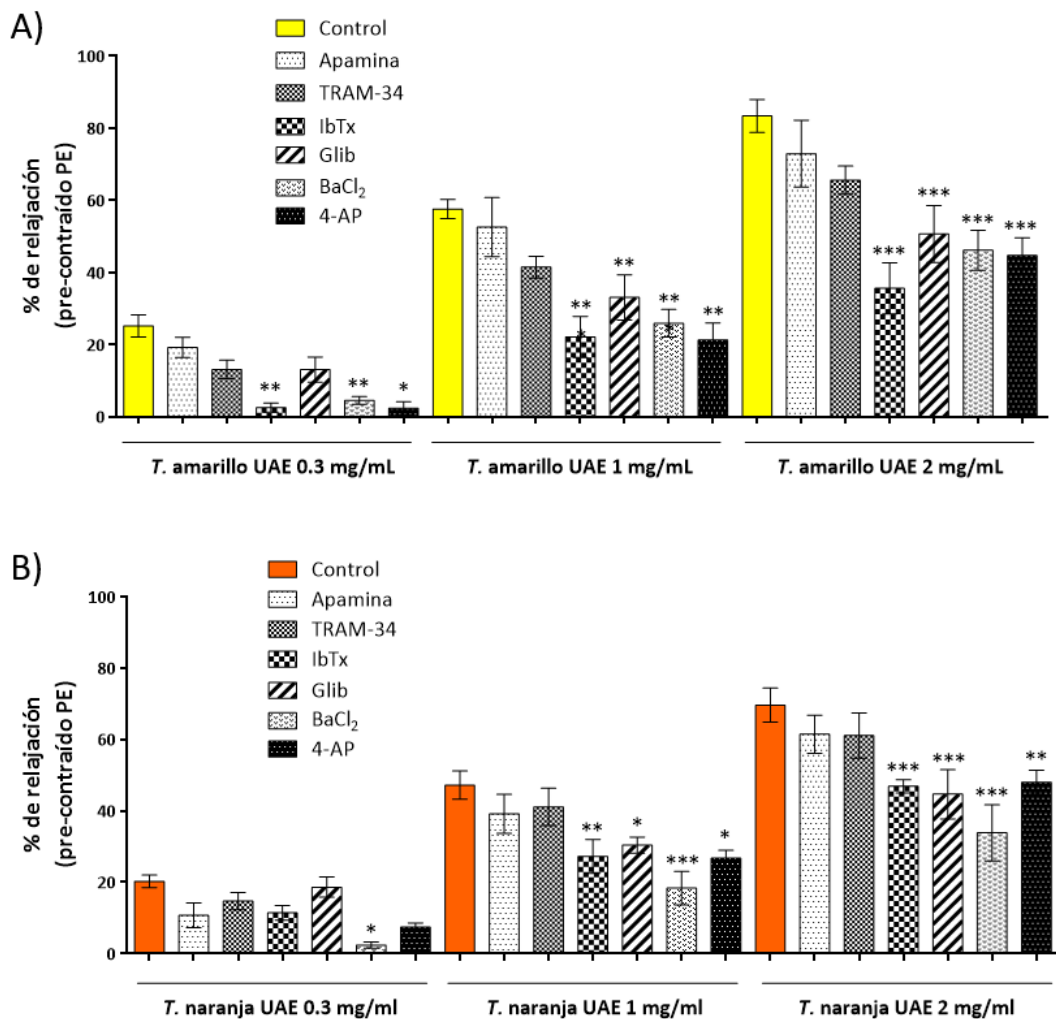 A)
Control
Apamina
TRAM-34
IbTx
Glib
BaCl₂
4-AP
% de relajación
(pre-contraído PE)
100
80
60
40
20
0
** ** *
** ** ** **
*** *** *** ***
T. amarillo UAE 0.3 mg/mL
T. amarillo UAE 1 mg/mL
T. amarillo UAE 2 mg/mL
B)
Control
Apamina
TRAM-34
IbTx
Glib
BaCl₂
4-AP
% de relajación
(pre-contraído PE)
100
80
60
40
20
0
*
** * *** *
*** *** *** **
T. naranja UAE 0.3 mg/ml
T. naranja UAE 1 mg/ml
T. naranja UAE 2 mg/ml